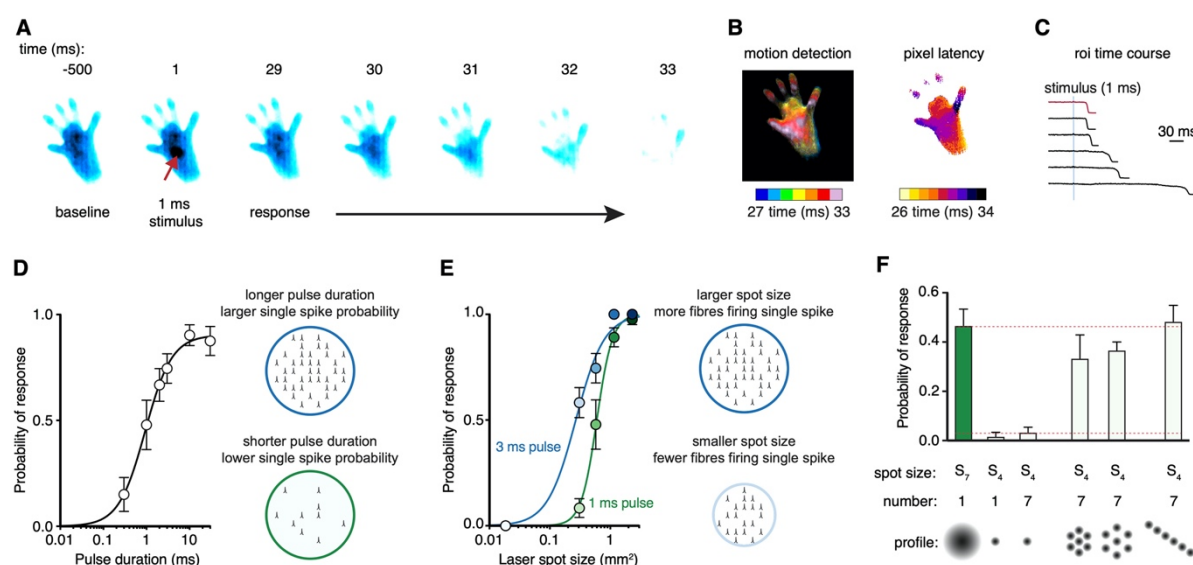 A
time (ms):
-500 1 29 30 31 32 33
1 ms
stimulus
baseline response
B
motion detection pixel latency
27 time (ms) 33 26 time (ms) 34
C
roi time course
stimulus (1 ms)
30 ms
D
Probability of response
1.0
0.5
0.0
0.01 0.1 1 10
Pulse duration (ms)
longer pulse duration
larger single spike probability
shorter pulse duration
lower single spike probability
E
Probability of response
1.0
0.5
0.0
3 ms pulse
1 ms pulse
0.01 0.1 1
Laser spot size (mm²)
larger spot size
more fibres firing single spike
smaller spot size
fewer fibres firing single spike
F
Probability of response
0.6
0.4
0.2
0.0
spot size: S₇ S₄ S₄ S₄ S₄ S₄
number: 1 1 7 7 7 7
profile: